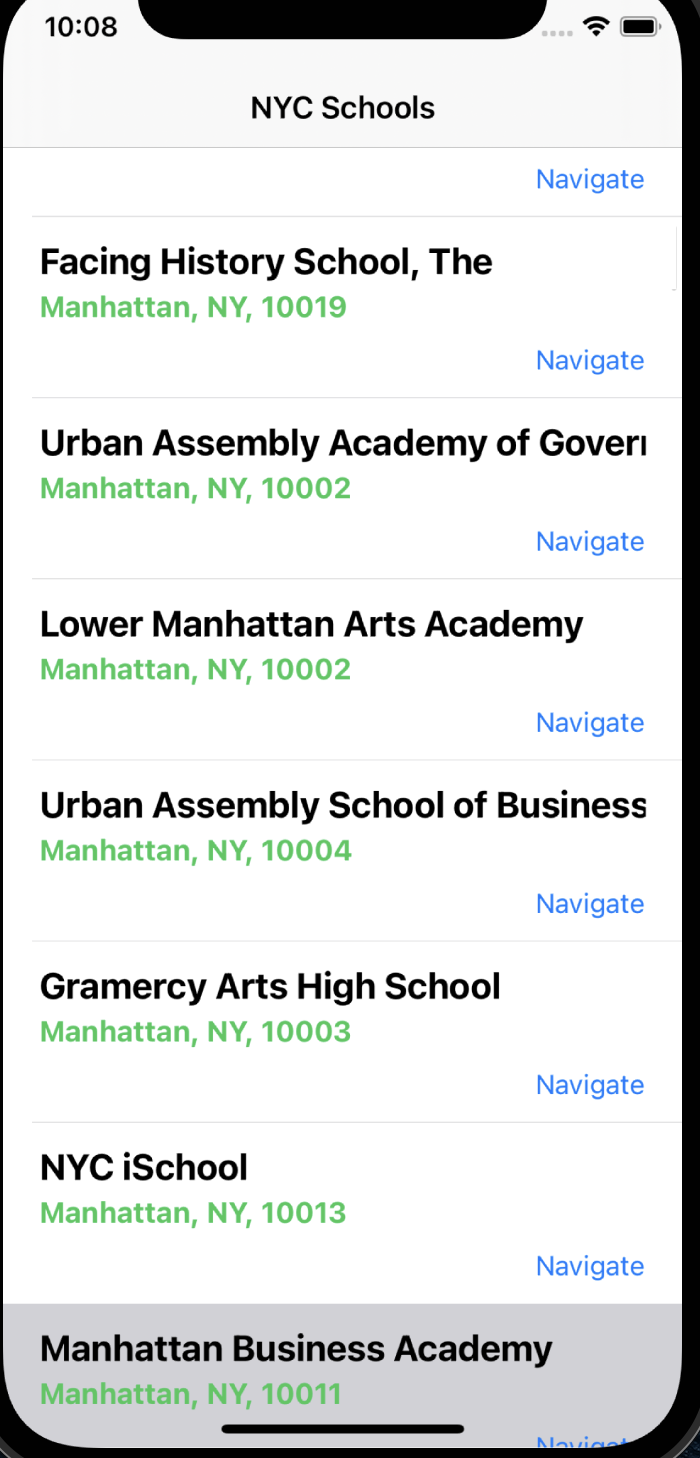 10:08
NYC Schools
Navigate
Facing History School, The
Manhattan, NY, 10019
Navigate
Urban Assembly Academy of
Manhattan, NY, 10002
Navigate
Lower Manhattan Arts Academy
Manhattan, NY, 10002
Navigate
Urban Assembly School of Business
Manhattan, NY, 10004
Navigate
Gramercy Arts High School
Manhattan, NY, 10003
Navigate
NYC iSchool
Manhattan, NY, 10013
Navigate
Manhattan Business Academy
Manhattan, NY, 10011
Navigate